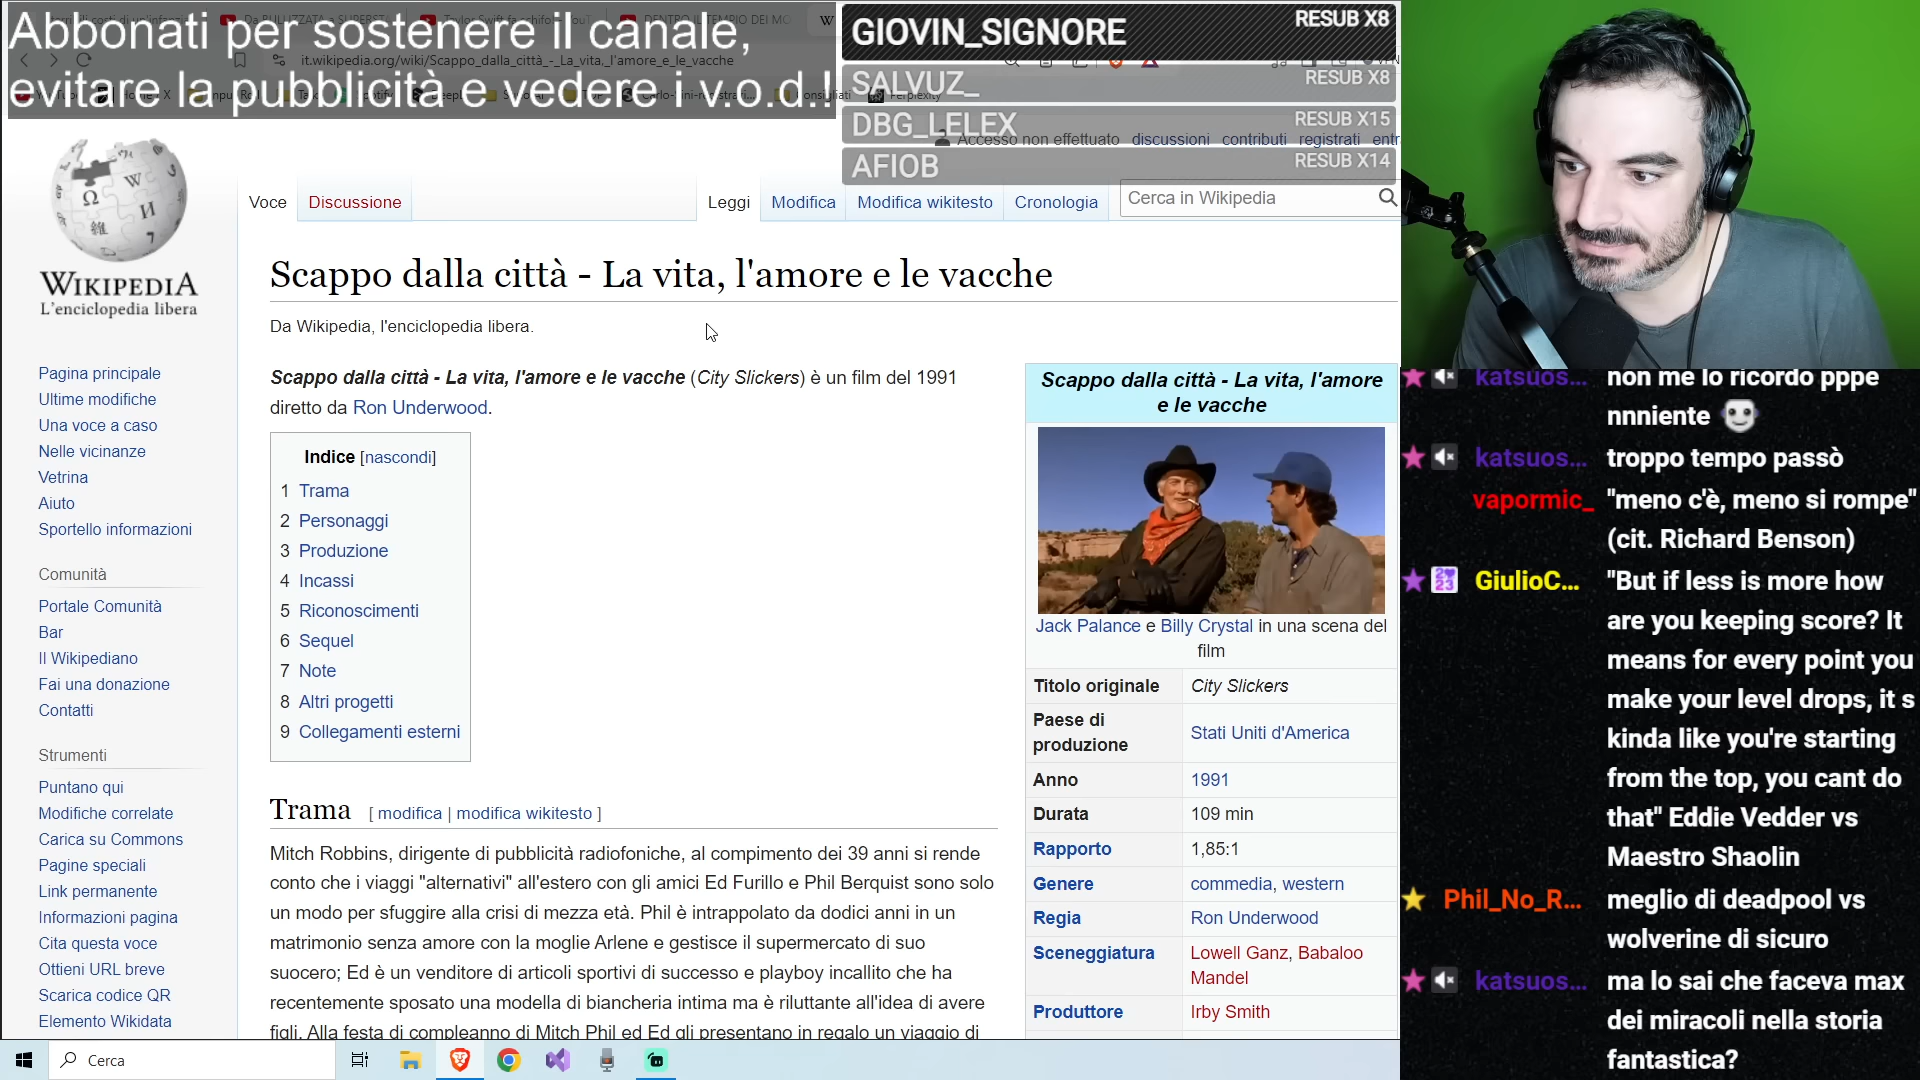 Abbonati per sostenere il canale,
evitare la pubblicità e vedere i v.o.d.!
GIOVIN_SIGNORE RESUB X8
SALVUZ_ RESUB X8
DBG_LELEX RESUB X15
AFIOB RESUB X14
it.wikipedia.org/wiki/Scappo_dalla_città_-_La_vita,_l'amore_e_le_vacche
Accesso non effettuato discussioni contributi registrati entr
Voce Discussione Leggi Modifica Modifica wikitesto Cronologia Cerca in Wikipedia
WIKIPEDIA
L'enciclopedia libera
Pagina principale
Ultime modifiche
Una voce a caso
Nelle vicinanze
Vetrina
Aiuto
Sportello informazioni
Comunità
Portale Comunità
Bar
Il Wikipediano
Fai una donazione
Contatti
Strumenti
Puntano qui
Modifiche correlate
Carica su Commons
Pagine speciali
Link permanente
Informazioni pagina
Cita questa voce
Ottieni URL breve
Scarica codice QR
Elemento Wikidata
Scappo dalla città - La vita, l'amore e le vacche
Da Wikipedia, l'enciclopedia libera.
Scappo dalla città - La vita, l'amore e le vacche (City Slickers) è un film del 1991
diretto da Ron Underwood.
Indice [nascondi]
1 Trama
2 Personaggi
3 Produzione
4 Incassi
5 Riconoscimenti
6 Sequel
7 Note
8 Altri progetti
9 Collegamenti esterni
Trama [ modifica | modifica wikitesto ]
Mitch Robbins, dirigente di pubblicità radiofoniche, al compimento dei 39 anni si rende
conto che i viaggi "alternativi" all'estero con gli amici Ed Furillo e Phil Berquist sono solo
un modo per sfuggire alla crisi di mezza età. Phil è intrappolato da dodici anni in un
matrimonio senza amore con la moglie Arlene e gestisce il supermercato di suo
suocero; Ed è un venditore di articoli sportivi di successo e playboy incallito che ha
recentemente sposato una modella di biancheria intima ma è riluttante all'idea di avere
figli. Alla festa di compleanno di Mitch Phil ed Ed gli presentano in regalo un viaggio di
Scappo dalla città - La vita, l'amore
e le vacche
Jack Palance e Billy Crystal in una scena del
film
Titolo originale City Slickers
Paese di
produzione Stati Uniti d'America
Anno 1991
Durata 109 min
Rapporto 1,85:1
Genere commedia, western
Regia Ron Underwood
Sceneggiatura Lowell Ganz, Babaloo
Mandel
Produttore Irby Smith
katsuos... non me lo ricordo pppe
nnniente
katsuos... troppo tempo passò
vapormic_ "meno c'è, meno si rompe"
(cit. Richard Benson)
GiulioC... "But if less is more how
are you keeping score? It
means for every point you
make your level drops, it s
kinda like you're starting
from the top, you cant do
that" Eddie Vedder vs
Maestro Shaolin
Phil_No_R... meglio di deadpool vs
wolverine di sicuro
katsuos... ma lo sai che faceva max
dei miracoli nella storia
fantastica?
Cerca